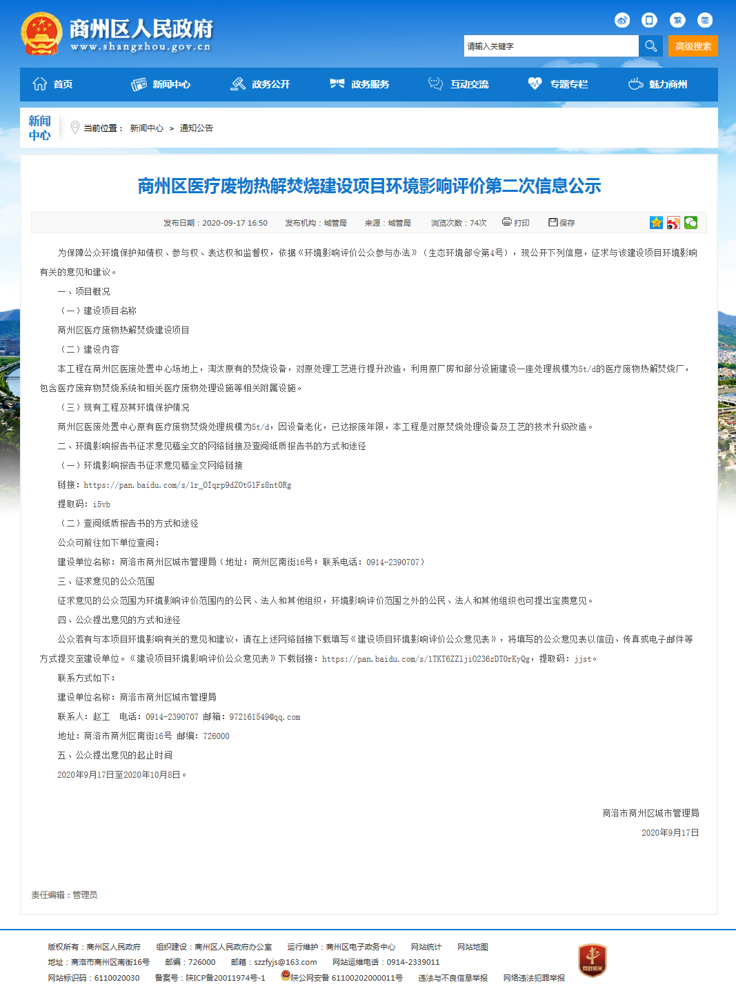 商州区人民政府
www.shangzhou.gov.cn
繁 简
请输入关键字 高级搜索
首页 新闻中心 政务公开 政务服务 互动交流 专题专栏 魅力商州
新闻
中心
当前位置： 新闻中心 > 通知公告
商州区医疗废物热解焚烧建设项目环境影响评价第二次信息公示
发布日期：2020-09-17 16:50 发布机构：城管局 来源：城管局 浏览次数：74次 打印 保存
为保障公众环境保护知情权、参与权、表达权和监督权，依据《环境影响评价公众参与办法》（生态环境部令第4号），现公开下列信息，征求与该建设项目环境影响
有关的意见和建议。
一、项目概况
（一）建设项目名称
商州区医疗废物热解焚烧建设项目
（二）建设内容
本工程在商州区医废处置中心场地上，淘汰原有的焚烧设备，对原处理工艺进行提升改造，利用原厂房和部分设施建设一座处理规模为5t/d的医疗废物热解焚烧厂，
包含医疗废弃物焚烧系统和相关医疗废物处理设施等相关附属设施。
（三）现有工程及其环境保护情况
商州区医废处置中心原有医疗废物焚烧处理规模为5t/d，因设备老化，已达报废年限，本工程是对原焚烧处理设备及工艺的技术升级改造。
二、环境影响报告书征求意见稿全文的网络链接及查阅纸质报告书的方式和途径
（一）环境影响报告书征求意见稿全文网络链接
链接：https://pan.baidu.com/s/1r_OIqrp9dZOtG1Fs8nt0Rg
提取码：i5vb
（二）查阅纸质报告书的方式和途径
公众可前往如下单位查阅：
建设单位名称：商洛市商州区城市管理局（地址：商州区南街16号；联系电话：0914-2390707）
三、征求意见的公众范围
征求意见的公众范围为环境影响评价范围内的公民、法人和其他组织，环境影响评价范围之外的公民、法人和其他组织也可提出宝贵意见。
四、公众提出意见的方式和途径
公众若有与本项目环境影响有关的意见和建议，请在上述网络链接下载填写《建设项目环境影响评价公众意见表》，将填写的公众意见表以信函、传真或电子邮件等
方式提交至建设单位。《建设项目环境影响评价公众意见表》下载链接：https://pan.baidu.com/s/1TKT6ZZ1jiO236zDT0rKyQg，提取码：jjst。
联系方式如下：
建设单位名称：商洛市商州区城市管理局
联系人：赵工 电话：0914-2390707 邮箱：972161549@qq.com
地址：商洛市商州区南街16号 邮编：726000
五、公众提出意见的起止时间
2020年9月17日至2020年10月8日。
商洛市商州区城市管理局
2020年9月17日
责任编辑：管理员
版权所有：商州区人民政府 组织建设：商州区人民政府办公室 运行维护：商州区电子政务中心 网站统计 网站地图
地址：商洛市商州区南街16号 邮编：726000 邮箱：szzfyjs@163.com 网站运维电话：0914-2339011
网站标识码：6110020030 备案号：陕ICP备20011974号-1 陕公网安备 61100202000011号 违法与不良信息举报 网络违法犯罪举报
党政机关